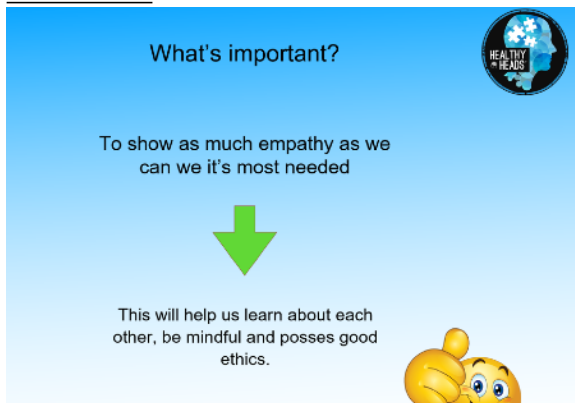 What's important?
HEALTHY
HEADS
To show as much empathy as we
can we it's most needed
This will help us learn about each
other, be mindful and posses good
ethics.